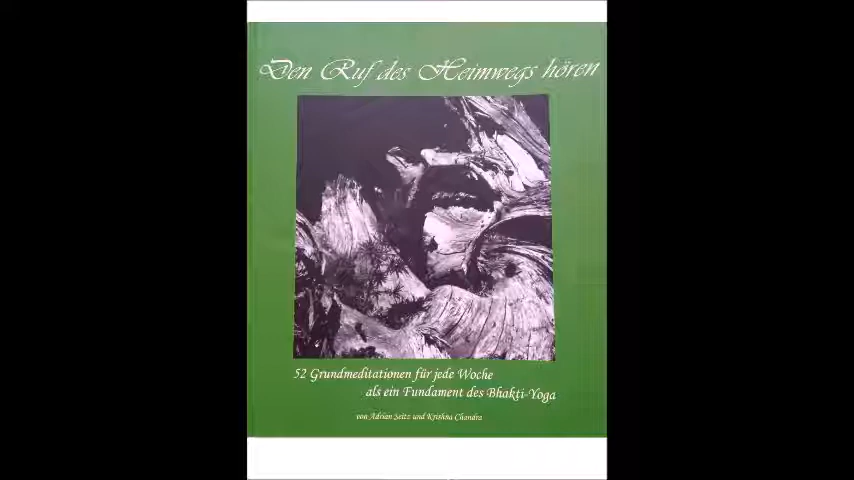 Den Ruf des Heimwegs hören
52 Grundmeditationen für jede Woche
als ein Fundament des Bhakti-Yoga
von Adrian Seitz und Krishna Chandra